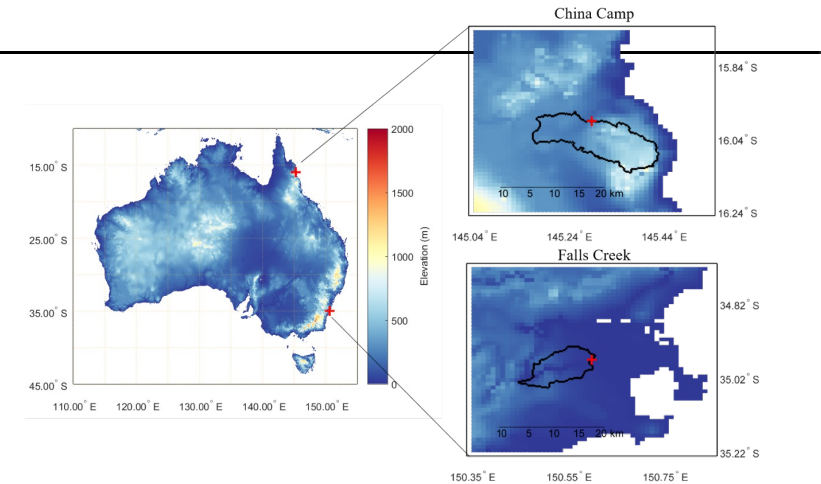 China Camp
15.84° S
16.04° S
16.24° S
10 5 10 15 20 km
145.04° E 145.24° E 145.44° E
2000
1500
1000
500
0
Elevation (m)
15.00° S
25.00° S
35.00° S
45.00° S
110.00° E 120.00° E 130.00° E 140.00° E 150.00° E
Falls Creek
34.82° S
35.02° S
35.22° S
10 5 10 15 20 km
150.35° E 150.55° E 150.75° E